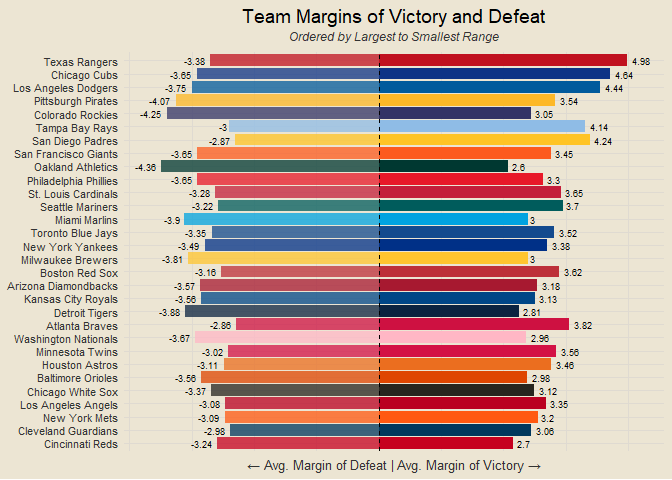 Team Margins of Victory and Defeat
Ordered by Largest to Smallest Range
Texas Rangers -3.38 4.98
Chicago Cubs -3.65 4.64
Los Angeles Dodgers -3.75 4.44
Pittsburgh Pirates -4.07 3.54
Colorado Rockies -4.25 3.05
Tampa Bay Rays -3 4.14
San Diego Padres -2.87 4.24
San Francisco Giants -3.65 3.45
Oakland Athletics -4.36 2.6
Philadelphia Phillies -3.65 3.3
St. Louis Cardinals -3.28 3.65
Seattle Mariners -3.22 3.7
Miami Marlins -3.9 3
Toronto Blue Jays -3.35 3.52
New York Yankees -3.49 3.38
Milwaukee Brewers -3.81 3
Boston Red Sox -3.16 3.62
Arizona Diamondbacks -3.57 3.18
Kansas City Royals -3.56 3.13
Detroit Tigers -3.88 2.81
Atlanta Braves -2.86 3.82
Washington Nationals -3.67 2.96
Minnesota Twins -3.02 3.56
Houston Astros -3.11 3.46
Baltimore Orioles -3.56 2.98
Chicago White Sox -3.37 3.12
Los Angeles Angels -3.08 3.35
New York Mets -3.09 3.2
Cleveland Guardians -2.98 3.06
Cincinnati Reds -3.24 2.7
← Avg. Margin of Defeat | Avg. Margin of Victory →